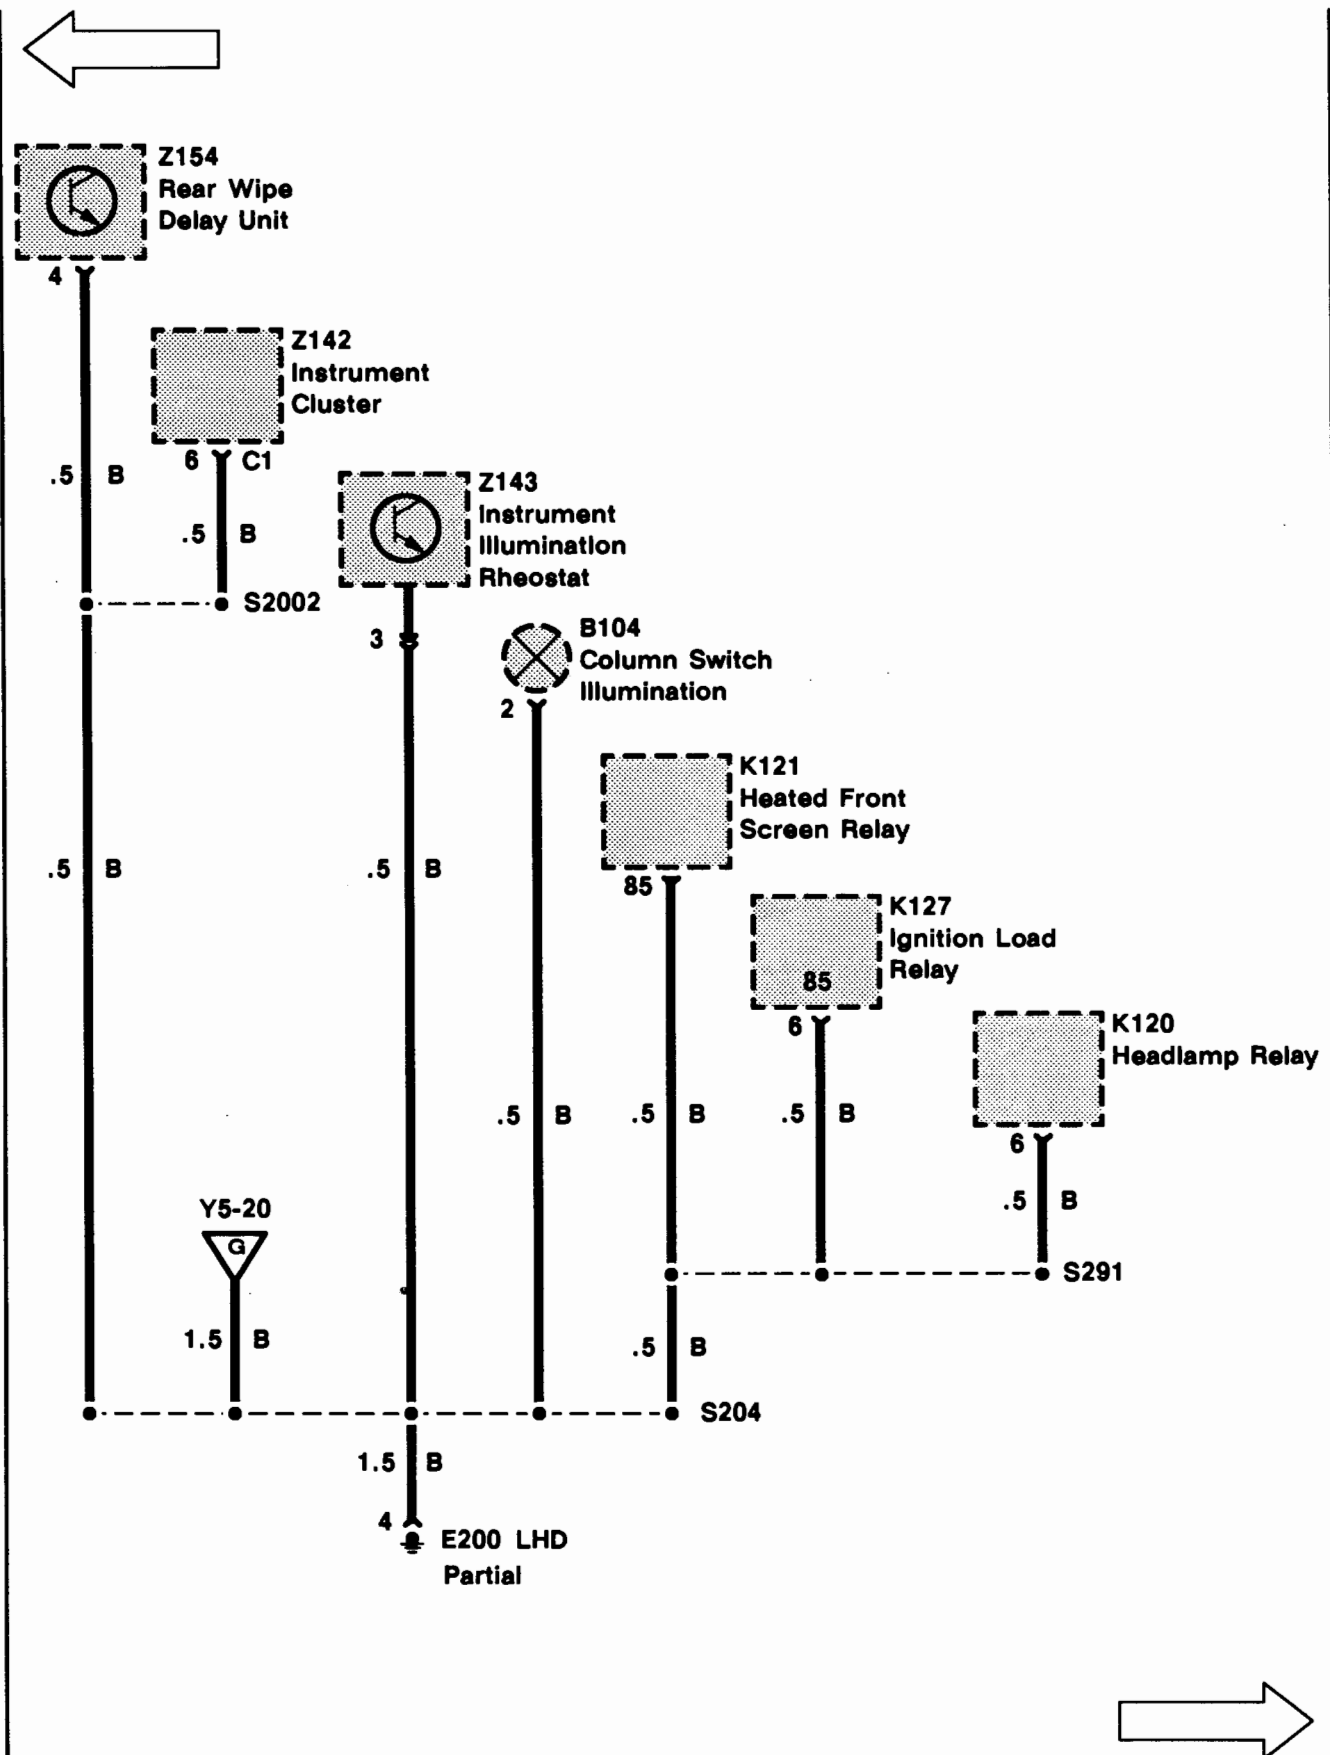 Z154
Rear Wipe
Delay Unit
4
Z142
Instrument
Cluster
6 C1
.5 B
.5 B
Z143
Instrument
Illumination
Rheostat
S2002
3
B104
Column Switch
Illumination
2
K121
Heated Front
Screen Relay
85
.5 B
.5 B
K127
Ignition Load
Relay
85
6
K120
Headlamp Relay
6
.5 B
.5 B
.5 B
.5 B
Y5-20
G
S291
1.5 B
.5 B
S204
1.5 B
4
E200 LHD
Partial